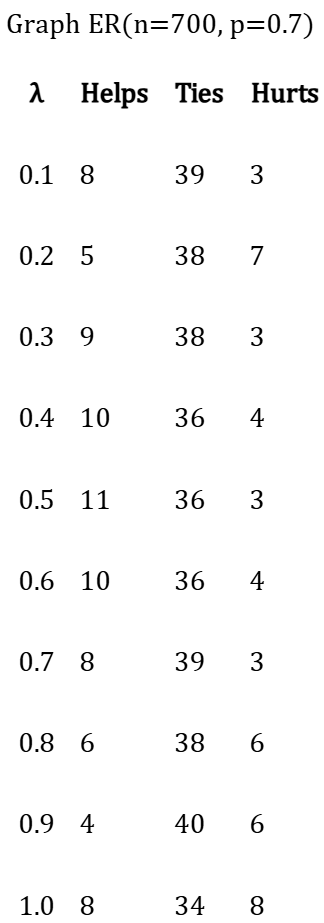 Graph ER(n=700, p=0.7)
λ Helps Ties Hurts
0.1 8 39 3
0.2 5 38 7
0.3 9 38 3
0.4 10 36 4
0.5 11 36 3
0.6 10 36 4
0.7 8 39 3
0.8 6 38 6
0.9 4 40 6
1.0 8 34 8